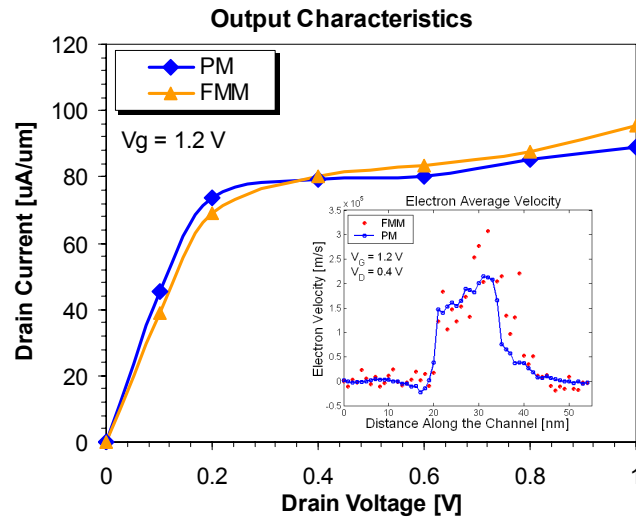 Output Characteristics
120
100
80
60
40
20
0
Drain Current [uA/um]
PM
FMM
Vg = 1.2 V
0
0.2
0.4
0.6
0.8
1
Drain Voltage [V]
Electron Average Velocity
x 10^5
3.5
3
2.5
2
1.5
1
0.5
0
-0.5
Electron Velocity [m/s]
FMM
PM
V_G = 1.2 V
V_D = 0.4 V
0
10
20
30
40
50
Distance Along the Channel [nm]